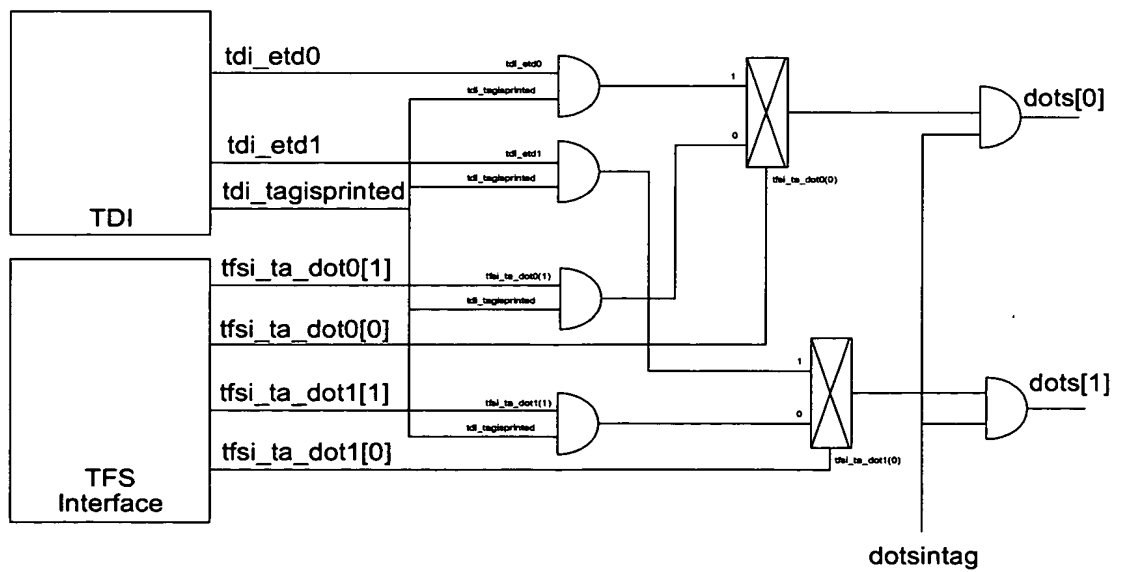 tdi_etd0
tdi_etd0
tdi_tagisprinted
1
dots[0]
tdi_etd1
tdi_etd1
0
tdi_tagisprinted
tdi_tagisprinted
tfsi_ta_dot0(0)
TDI
tfsi_ta_dot0[1]
tfsi_ta_dot0(1)
tdi_tagisprinted
tfsi_ta_dot0[0]
1
tfsi_ta_dot1[1]
tfsi_ta_dot1(1)
dots[1]
0
tdi_tagisprinted
tfsi_ta_dot1[0]
tfsi_ta_dot1(0)
TFS
Interface
dotsintag